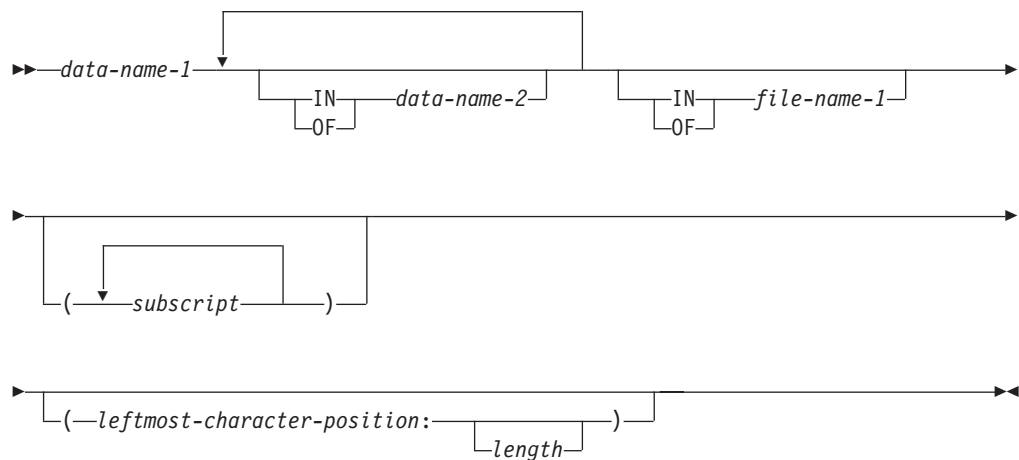 data-name-1
IN data-name-2 IN file-name-1
OF OF
( subscript )
( leftmost-character-position: )
length